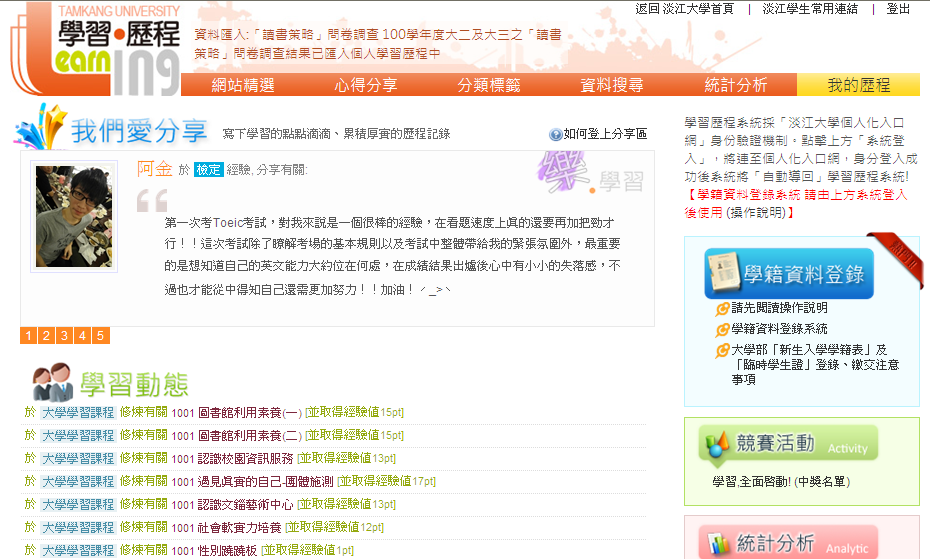 返回 淡江大學首頁 | 淡江學生常用連結 | 登出
TAMKANG UNIVERSITY
學習•歷程
Learning
資料匯入:「讀書策略」問卷調查 100學年度大二及大三之「讀書
策略」問卷調查結果已匯入個人學習歷程中
網站精選 心得分享 分類標籤 資料搜尋 統計分析 我的歷程
我們愛分享 寫下學習的點點滴滴、累積厚實的歷程記錄 如何登上分享區
阿金 於 檢定 經驗, 分享有關:
樂.學習
第一次考Toeic考試，對我來說是一個很棒的經驗，在看題速度上真的還要再加把勁才
行！！這次考試除了瞭解考場的基本規則以及考試中整體帶給我的緊張氛圍外，最重要
的是想知道自己的英文能力大約位在何處，在成績結果出爐後心中有小小的失落感，不
過也才能從中得知自己還需更加努力！！加油！ㄟ_>ヽ
1 2 3 4 5
學習動態
於 大學學習課程 修煉有關 1001 圖書館利用素養(一) [並取得經驗值15pt]
於 大學學習課程 修煉有關 1001 圖書館利用素養(二) [並取得經驗值15pt]
於 大學學習課程 修煉有關 1001 認識校園資訊服務 [並取得經驗值13pt]
於 大學學習課程 修煉有關 1001 遇見真實的自己-團體施測 [並取得經驗值17pt]
於 大學學習課程 修煉有關 1001 認識文錙藝術中心 [並取得經驗值13pt]
於 大學學習課程 修煉有關 1001 社會軟實力培養 [並取得經驗值12pt]
於 大學學習課程 修煉有關 1001 性別蹺蹺板 [並取得經驗值1pt]
學習歷程系統採「淡江大學個人化入口
網」身份驗證機制。點擊上方「系統登
入」，將連至個人化入口網，身分登入成
功後系統將「自動導回」學習歷程系統!
【學籍資料登錄系統 請由上方系統登入
後使用 (操作說明)】
學籍資料登錄
請先閱讀操作說明
學籍資料登錄系統
大學部「新生入學學籍表」及
「臨時學生證」登錄、繳交注意
事項
競賽活動 Activity
學習,全面啓動! (中獎名單)
統計分析 Analytic